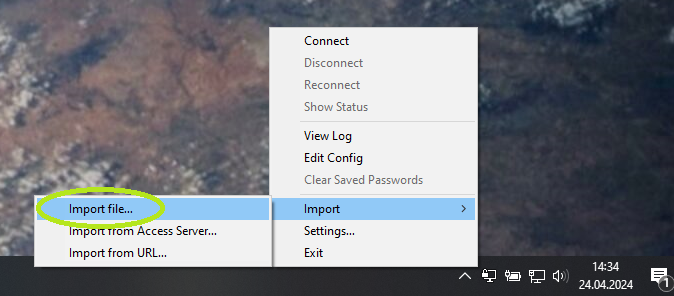 Connect
Disconnect
Reconnect
Show Status
View Log
Edit Config
Clear Saved Passwords
Import
Settings...
Exit
Import file...
Import from Access Server...
Import from URL...
14:34
24.04.2024
1